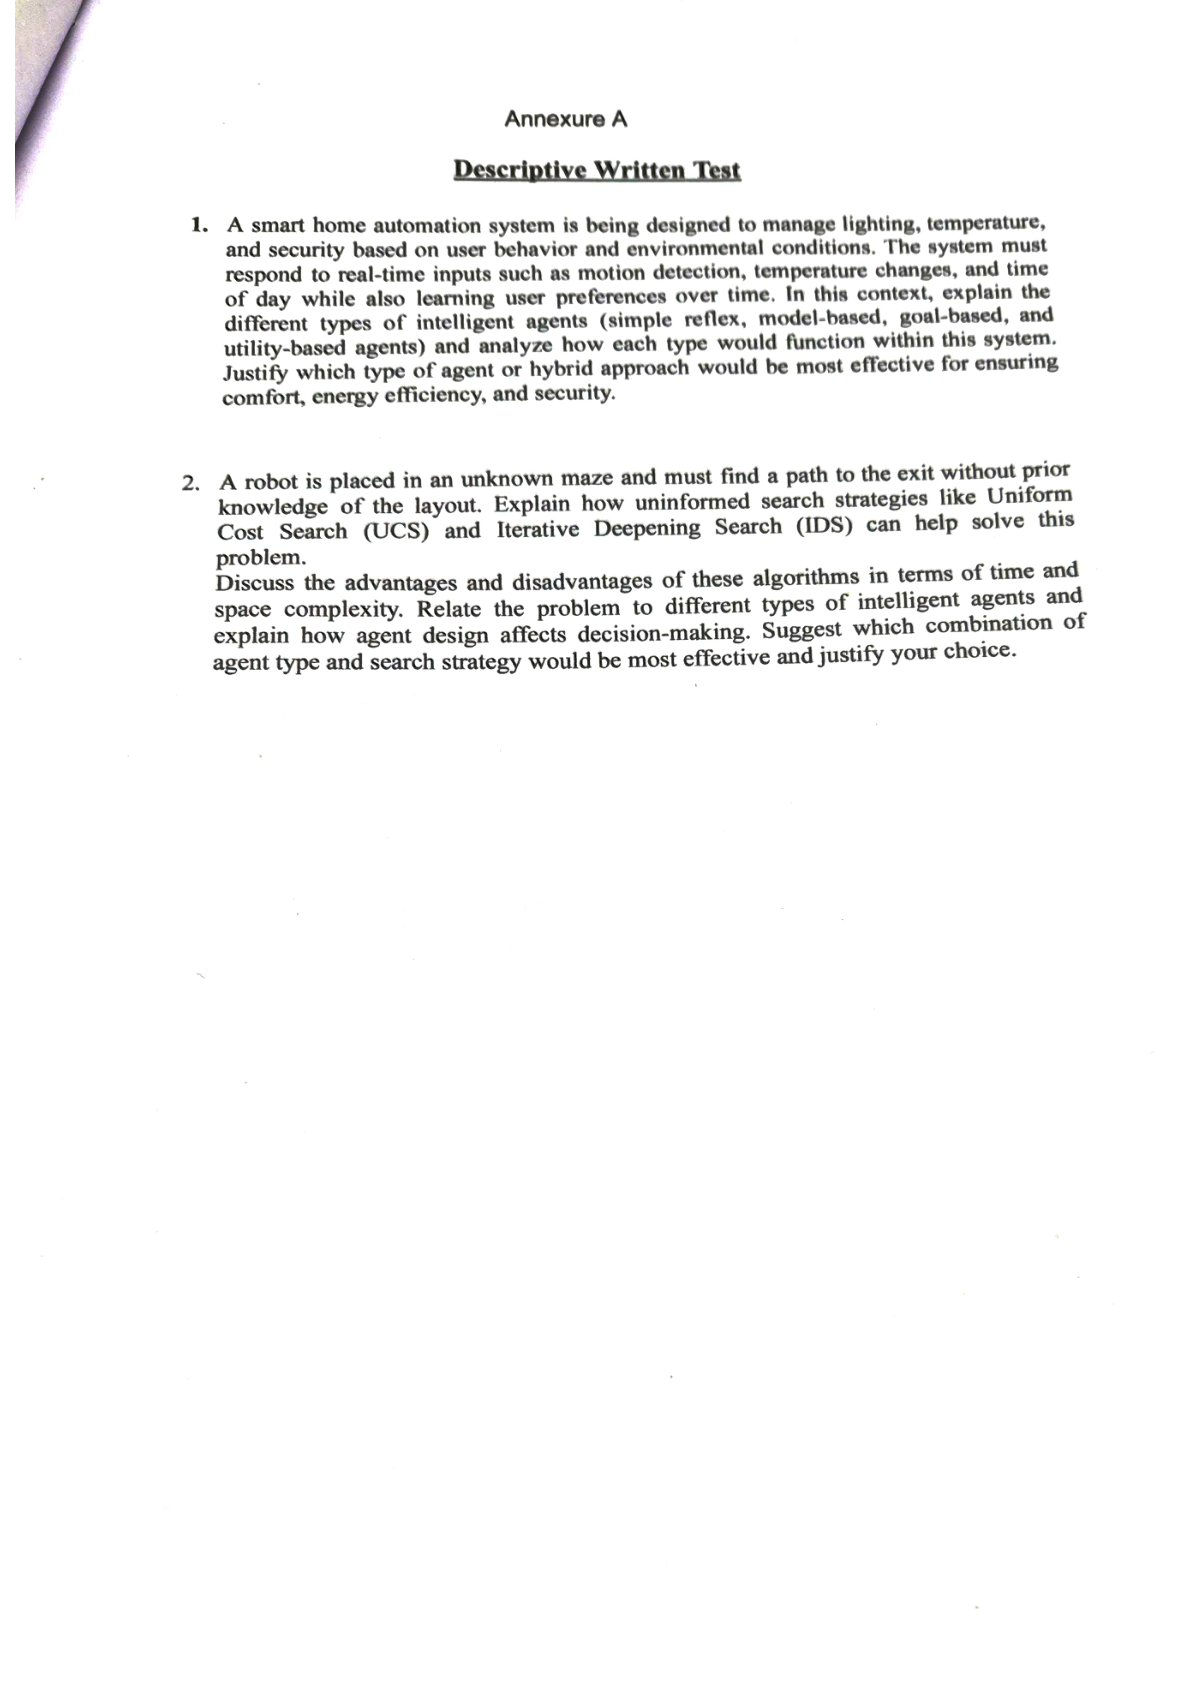 Annexure A
Descriptive Written Test
1. A smart home automation system is being designed to manage lighting, temperature,
and security based on user behavior and environmental conditions. The system must
respond to real-time inputs such as motion detection, temperature changes, and time
of day while also learning user preferences over time. In this context, explain the
different types of intelligent agents (simple reflex, model-based, goal-based, and
utility-based agents) and analyze how each type would function within this system.
Justify which type of agent or hybrid approach would be most effective for ensuring
comfort, energy efficiency, and security.
2. A robot is placed in an unknown maze and must find a path to the exit without prior
knowledge of the layout. Explain how uninformed search strategies like Uniform
Cost Search (UCS) and Iterative Deepening Search (IDS) can help solve this
problem.
Discuss the advantages and disadvantages of these algorithms in terms of time and
space complexity. Relate the problem to different types of intelligent agents and
explain how agent design affects decision-making. Suggest which combination of
agent type and search strategy would be most effective and justify your choice.